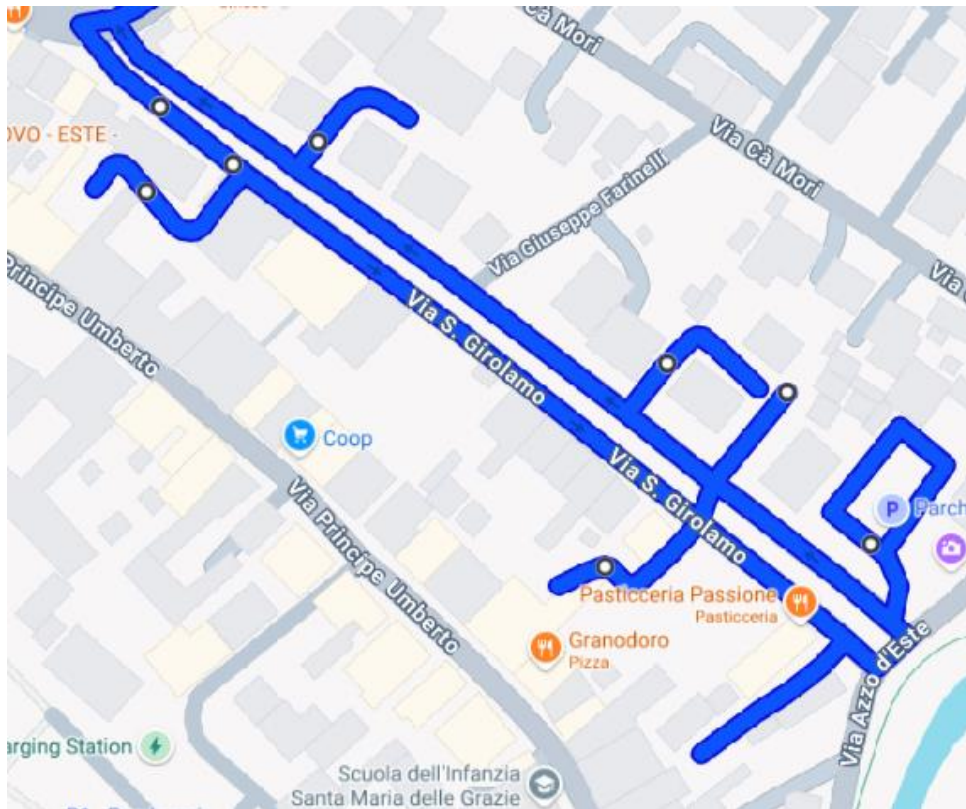 Cà Mori
OVO - ESTE -
Via Cà Mori
Via Giuseppe Farinelli
Principe Umberto
Via S. Girolamo
Coop
Via S. Girolamo
Via Principe Umberto
P
Parch
Pasticceria Passione
Pasticceria
Granodoro
Pizza
Via Azzo d'Este
arging Station
Scuola dell'Infanzia
Santa Maria delle Grazie